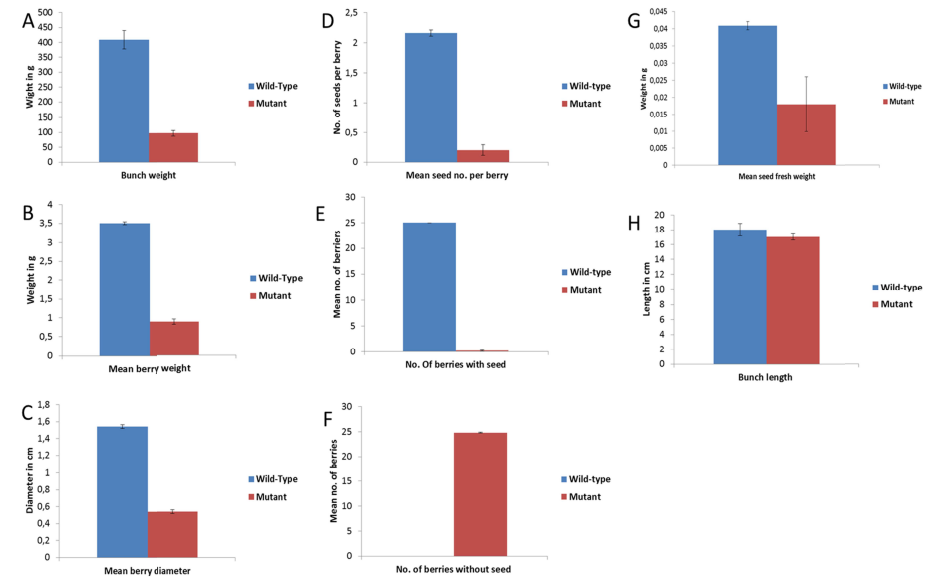 A
Wight in g
500
450
400
350
300
250
200
150
100
50
0
Bunch weight
Wild-Type
Mutant
D
No. of seeds per berry
2,5
2
1,5
1
0,5
0
Mean seed no. per berry
Wild-type
Mutant
G
Weight in g
0,045
0,04
0,035
0,03
0,025
0,02
0,015
0,01
0,005
0
Mean seed fresh weight
Wild-type
Mutant
B
Weight in g
4
3,5
3
2,5
2
1,5
1
0,5
0
Mean berry weight
Wild-Type
Mutant
E
Mean no. of berriers
30
25
20
15
10
5
0
No. Of berries with seed
Wild-type
Mutant
H
Length in cm
20
18
16
14
12
10
8
6
4
2
0
Bunch length
Wild-type
Mutant
C
Diameter in cm
1,8
1,6
1,4
1,2
1
0,8
0,6
0,4
0,2
0
Mean berry diameter
Wild-Type
Mutant
F
Mean no. of berries
30
25
20
15
10
5
0
No. of berries without seed
Wild-type
Mutant